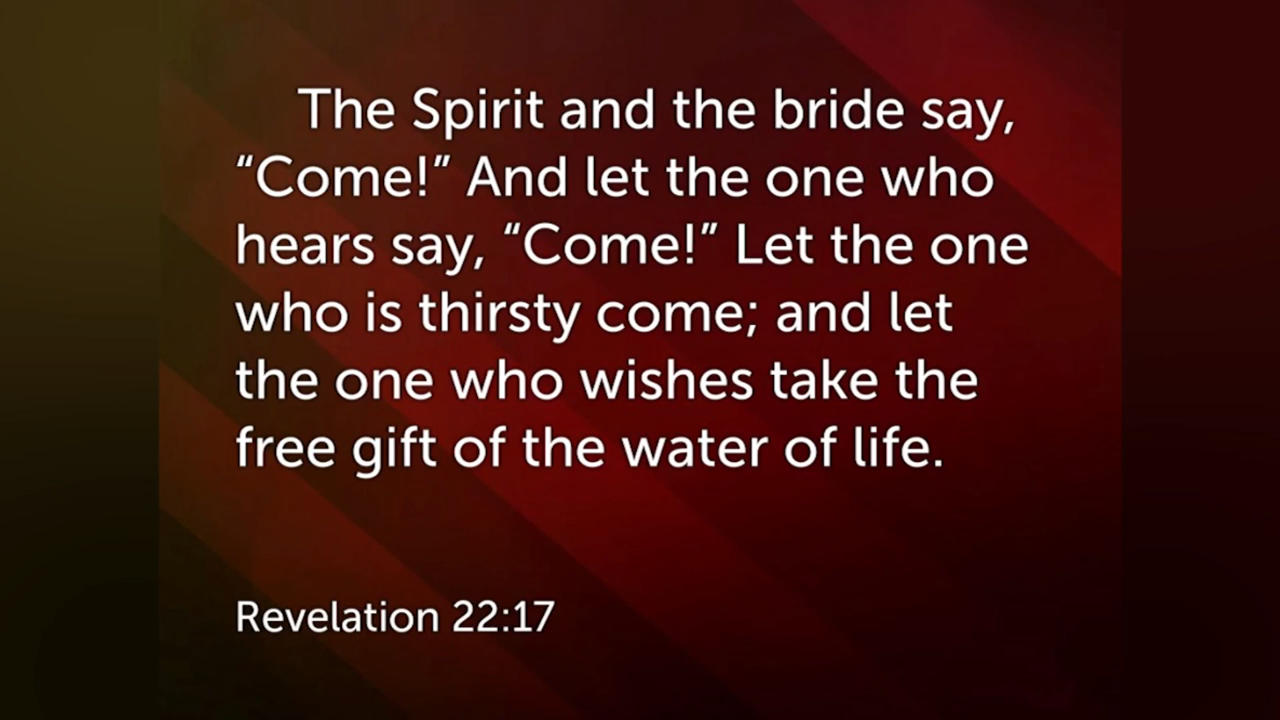 The Spirit and the bride say,
“Come!” And let the one who
hears say, “Come!” Let the one
who is thirsty come; and let
the one who wishes take the
free gift of the water of life.
Revelation 22:17